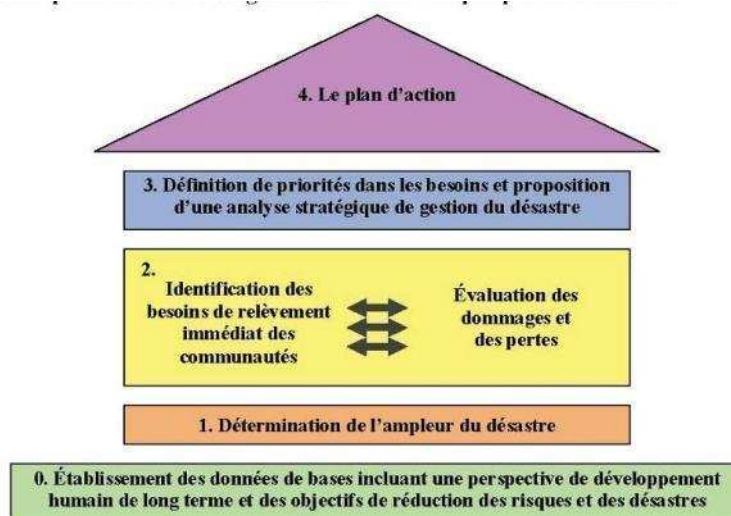 4. Le plan d'action
3. Définition de priorités dans les besoins et proposition
d'une analyse stratégique de gestion du désastre
2.
Identification des
besoins de relèvement
immédiat des
communautés
Évaluation des
dommages et
des pertes
1. Détermination de l'ampleur du désastre
0. Établissement des données de bases incluant une perspective de développement
humain de long terme et des objectifs de réduction des risques et des désastres